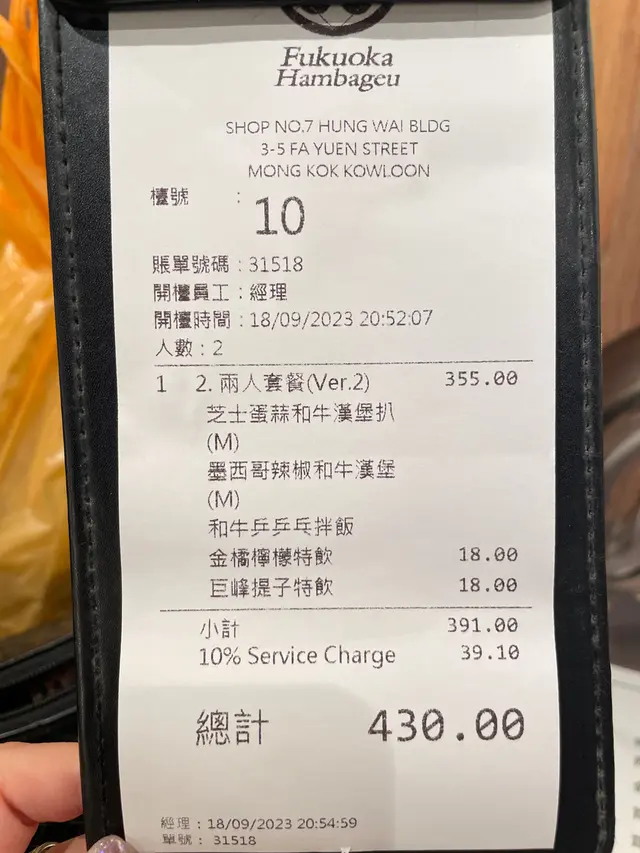 Fukuoka
Hambageu
SHOP NO.7 HUNG WAI BLDG
3-5 FA YUEN STREET
MONG KOK KOWLOON
檯號 : 10
賬單號碼 : 31518
開檯員工 : 經理
開檯時間 : 18/09/2023 20:52:07
人數 : 2
1 2. 兩人套餐(Ver.2) 355.00
芝士蛋蒜和牛漢堡扒
(M)
墨西哥辣椒和牛漢堡
(M)
和牛乒乒乓拌飯
金橘檸檬特飲 18.00
巨峰提子特飲 18.00
小計 391.00
10% Service Charge 39.10
總計 430.00
經理 : 18/09/2023 20:54:59
單號 : 31518